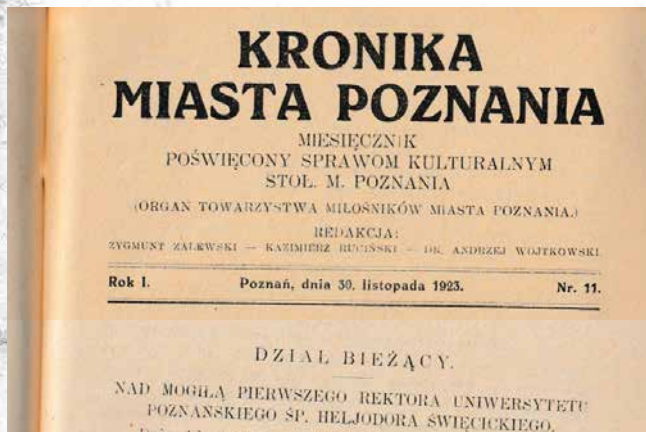 KRONIKA
MIASTA POZNANIA
MIESIĘCZNIK
POŚWIĘCONY SPRAWOM KULTURALNYM
STOŁ. M. POZNANIA
(ORGAN TOWARZYSTWA MIŁOŚNIKÓW MIASTA POZNANIA.)
REDAKCJA:
ZYGMUNT ZALEWSKI — KAZIMIERZ RUCIŃSKI — DR. ANDRZEJ WOJTKOWSKI
Rok I. Poznań, dnia 30. listopada 1923. Nr. 11.
DZIAŁ BIEŻĄCY.
NAD MOGIŁĄ PIERWSZEGO REKTORA UNIWERSYTETU
POZNAŃSKIEGO ŚP. HELJODORA ŚWIĘCICKIEGO.